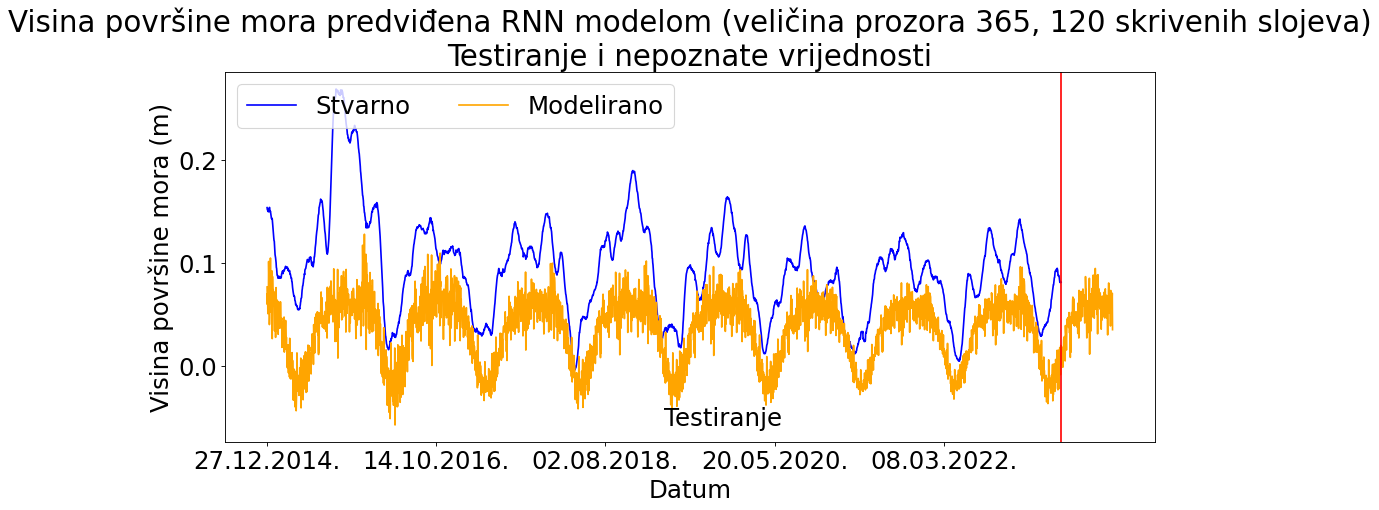 Visina površine mora predviđena RNN modelom (veličina prozora 365, 120 skrivenih slojeva)
Testiranje i nepoznate vrijednosti
Stvarno
Modelirano
Visina površine mora (m)
0.2
0.1
0.0
Testiranje
27.12.2014.
14.10.2016.
02.08.2018.
20.05.2020.
08.03.2022.
Datum